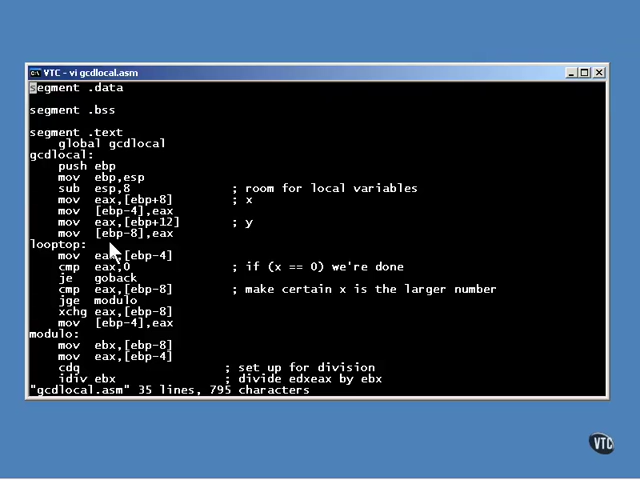 VTC - vi gcdlocal.asm
segment .data
segment .bss
segment .text
global gcdlocal
gcdlocal:
push ebp
mov ebp,esp
sub esp,8 ; room for local variables
mov eax,[ebp+8] ; x
mov [ebp-4],eax
mov eax,[ebp+12] ; y
mov [ebp-8],eax
looptop:
mov eax,[ebp-4]
cmp eax,0 ; if (x == 0) we're done
je goback
cmp eax,[ebp-8] ; make certain x is the larger number
jge modulo
xchg eax,[ebp-8]
mov [ebp-4],eax
modulo:
mov ebx,[ebp-8]
mov eax,[ebp-4]
cdq ; set up for division
idiv ebx ; divide edxeax by ebx
"gcdlocal.asm" 35 lines, 795 characters
VTC